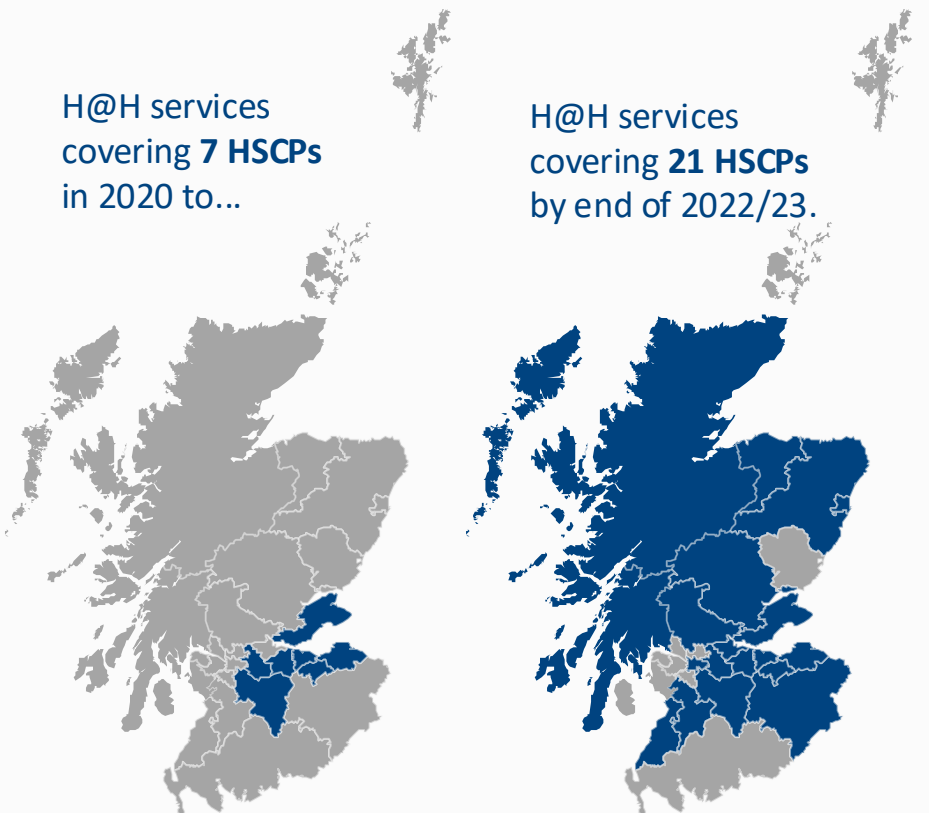 H@H services
covering 7 HSCPs
in 2020 to...
H@H services
covering 21 HSCPs
by end of 2022/23.